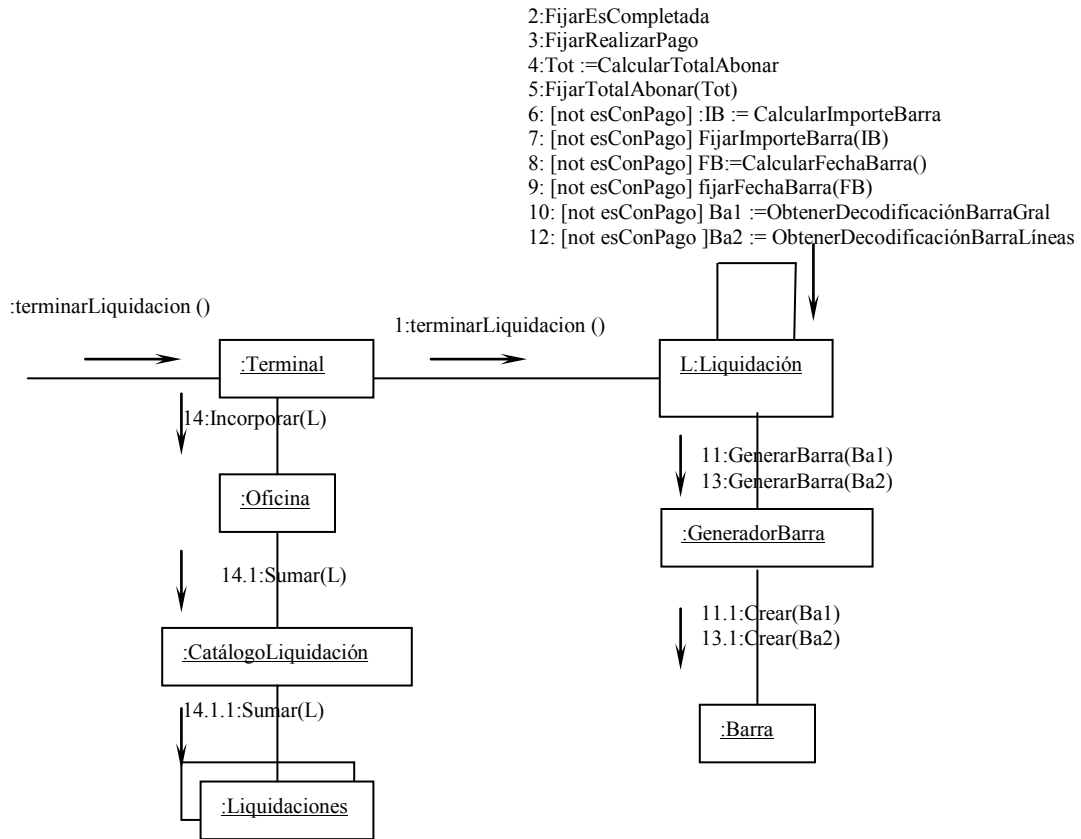 2:FijarEsCompletada
3:FijarRealizarPago
4:Tot :=CalcularTotalAbonar
5:FijarTotalAbonar(Tot)
6: [not esConPago] :IB := CalcularImporteBarra
7: [not esConPago] FijarImporteBarra(IB)
8: [not esConPago] FB:=CalcularFechaBarra()
9: [not esConPago] fijarFechaBarra(FB)
10: [not esConPago] Ba1 :=ObtenerDecodificaciónBarraGral
12: [not esConPago ]Ba2 := ObtenerDecodificaciónBarraLíneas
:terminarLiquidacion ()
1:terminarLiquidacion ()
:Terminal
L:Liquidación
14:Incorporar(L)
11:GenerarBarra(Ba1)
13:GenerarBarra(Ba2)
:Oficina
:GeneradorBarra
14.1:Sumar(L)
11.1:Crear(Ba1)
13.1:Crear(Ba2)
:CatálogoLiquidación
14.1.1:Sumar(L)
:Barra
:Liquidaciones